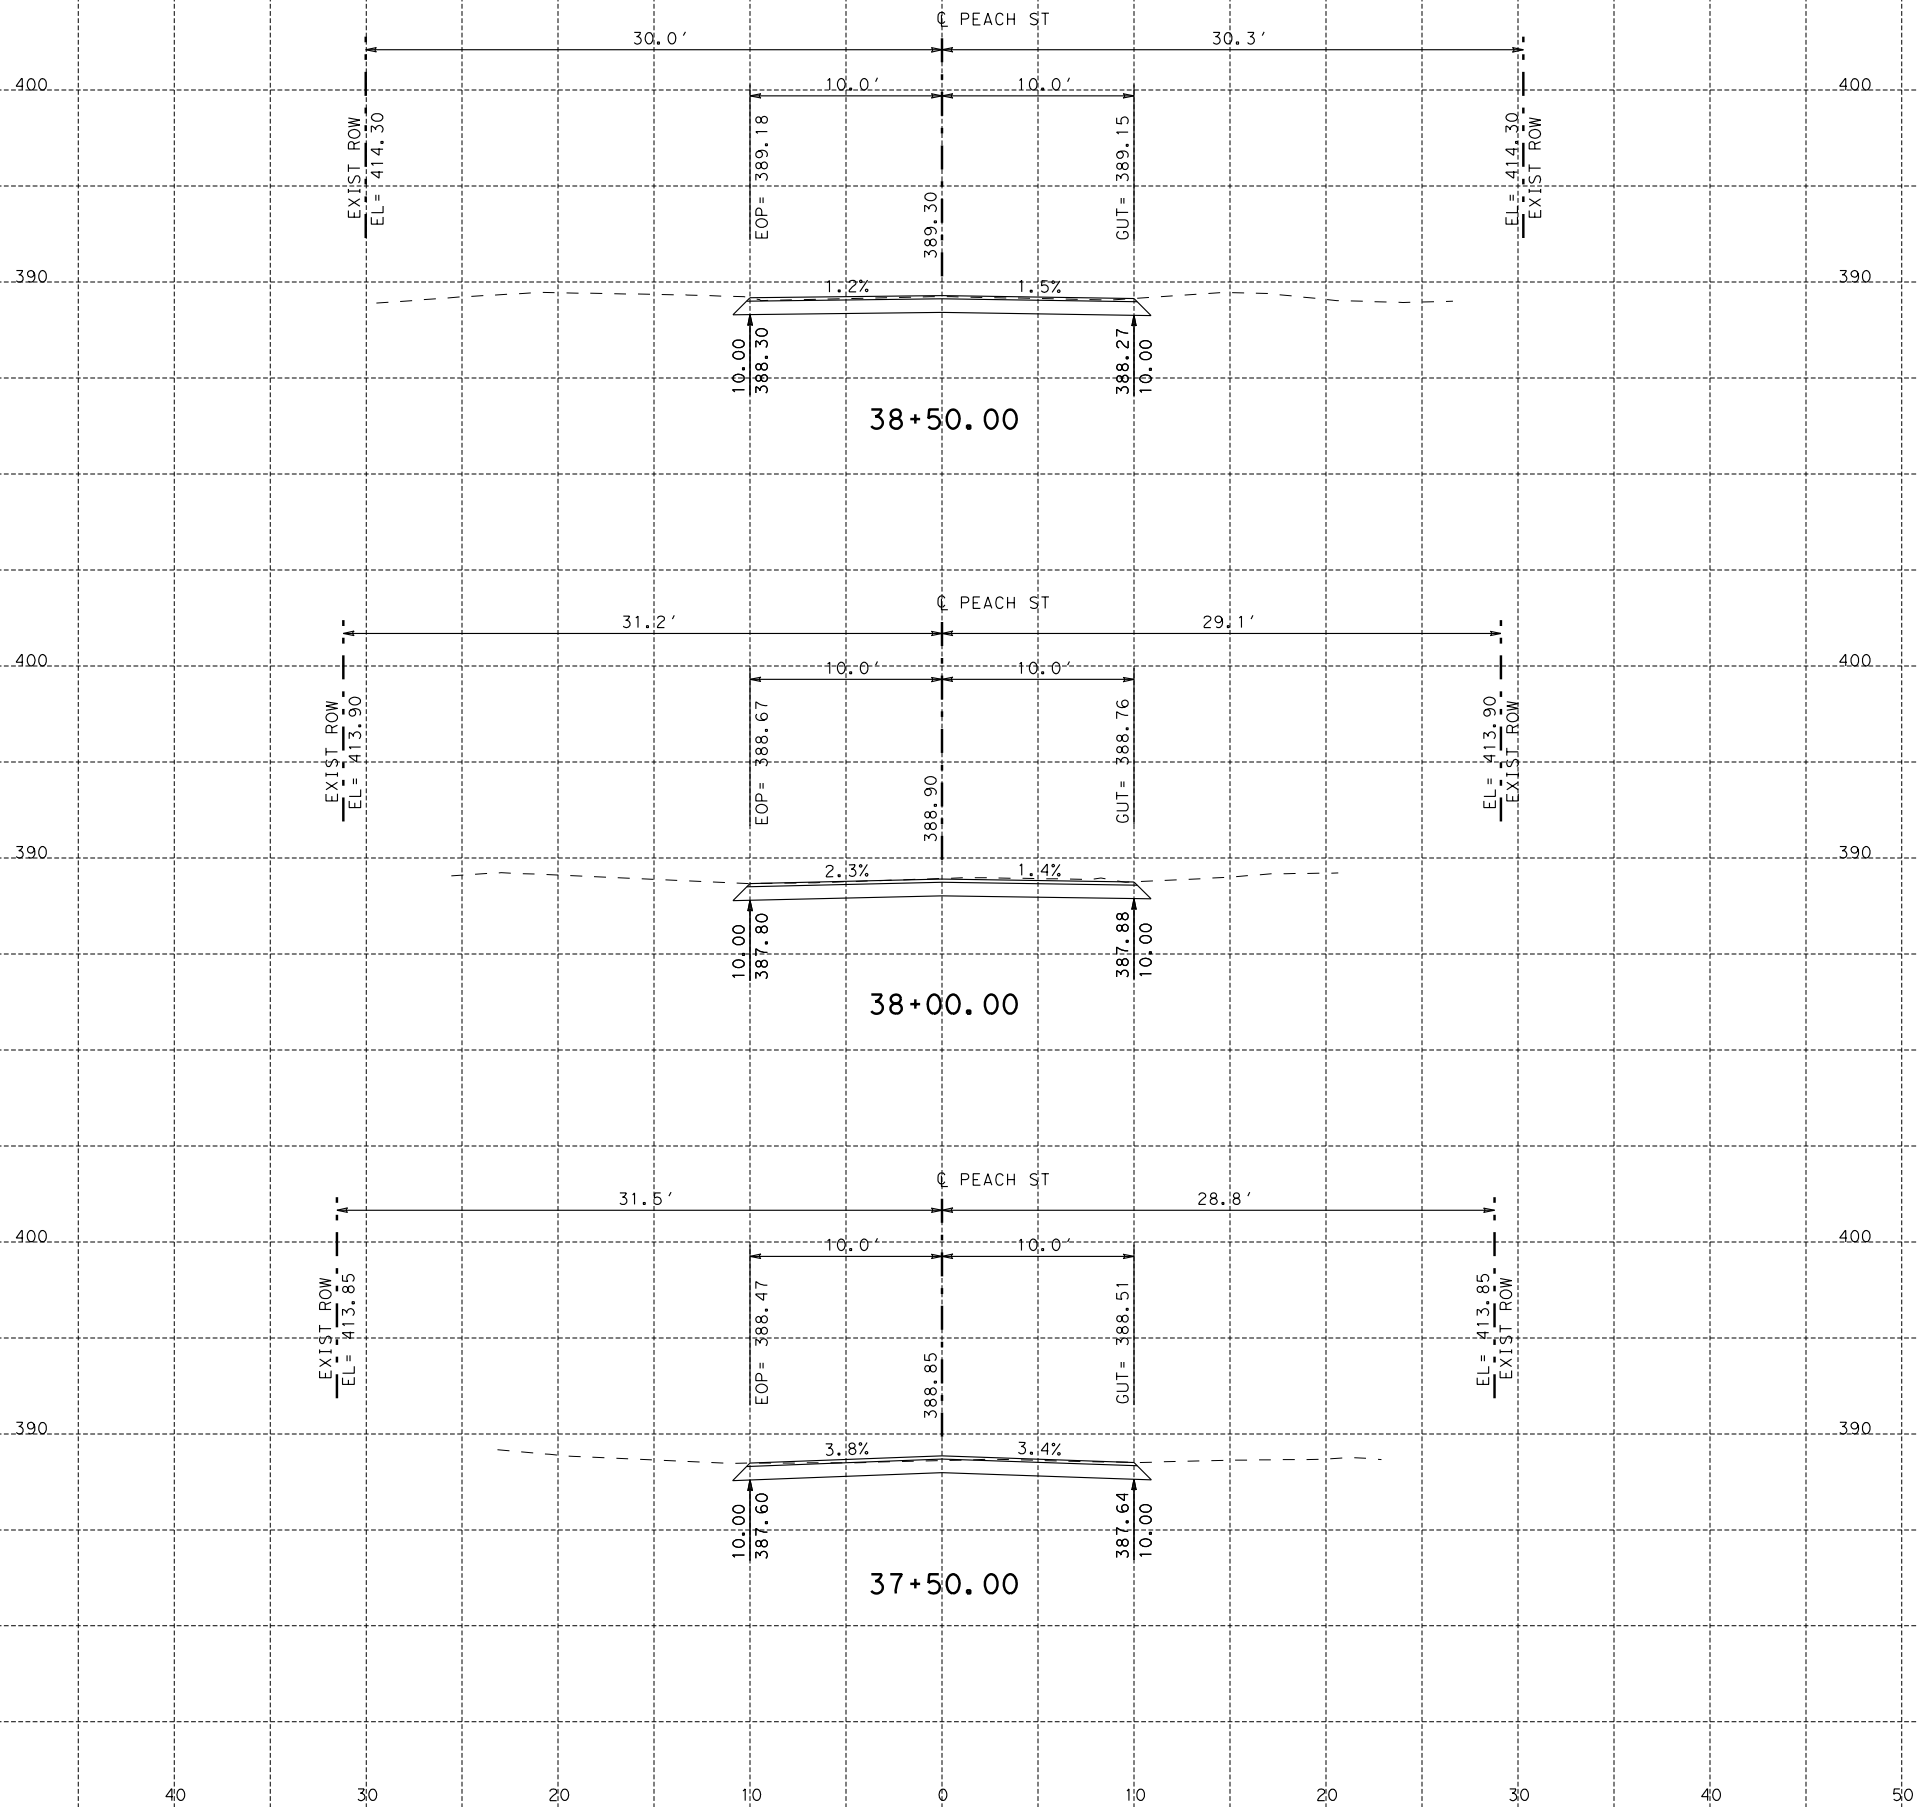 ℄ PEACH ST
30.0' 30.3'
400 10.0' 10.0' 400
EXIST ROW
EL= 414.30
EOP= 389.18
389.30
GUT= 389.15
EL= 414.30
EXIST ROW
390 1.2% 1.5% 390
10.00
388.30
388.27
10.00
38+50.00
℄ PEACH ST
31.2' 29.1'
400 10.0' 10.0' 400
EXIST ROW
EL= 413.90
EOP= 388.67
388.90
GUT= 388.76
EL= 413.90
EXIST ROW
390 2.3% 1.4% 390
10.00
387.80
387.88
10.00
38+00.00
℄ PEACH ST
31.5' 28.8'
400 10.0' 10.0' 400
EXIST ROW
EL= 413.85
EOP= 388.47
388.85
GUT= 388.51
EL= 413.85
EXIST ROW
390 3.8% 3.4% 390
10.00
387.60
387.64
10.00
37+50.00
40 30 20 10 0 10 20 30 40 50